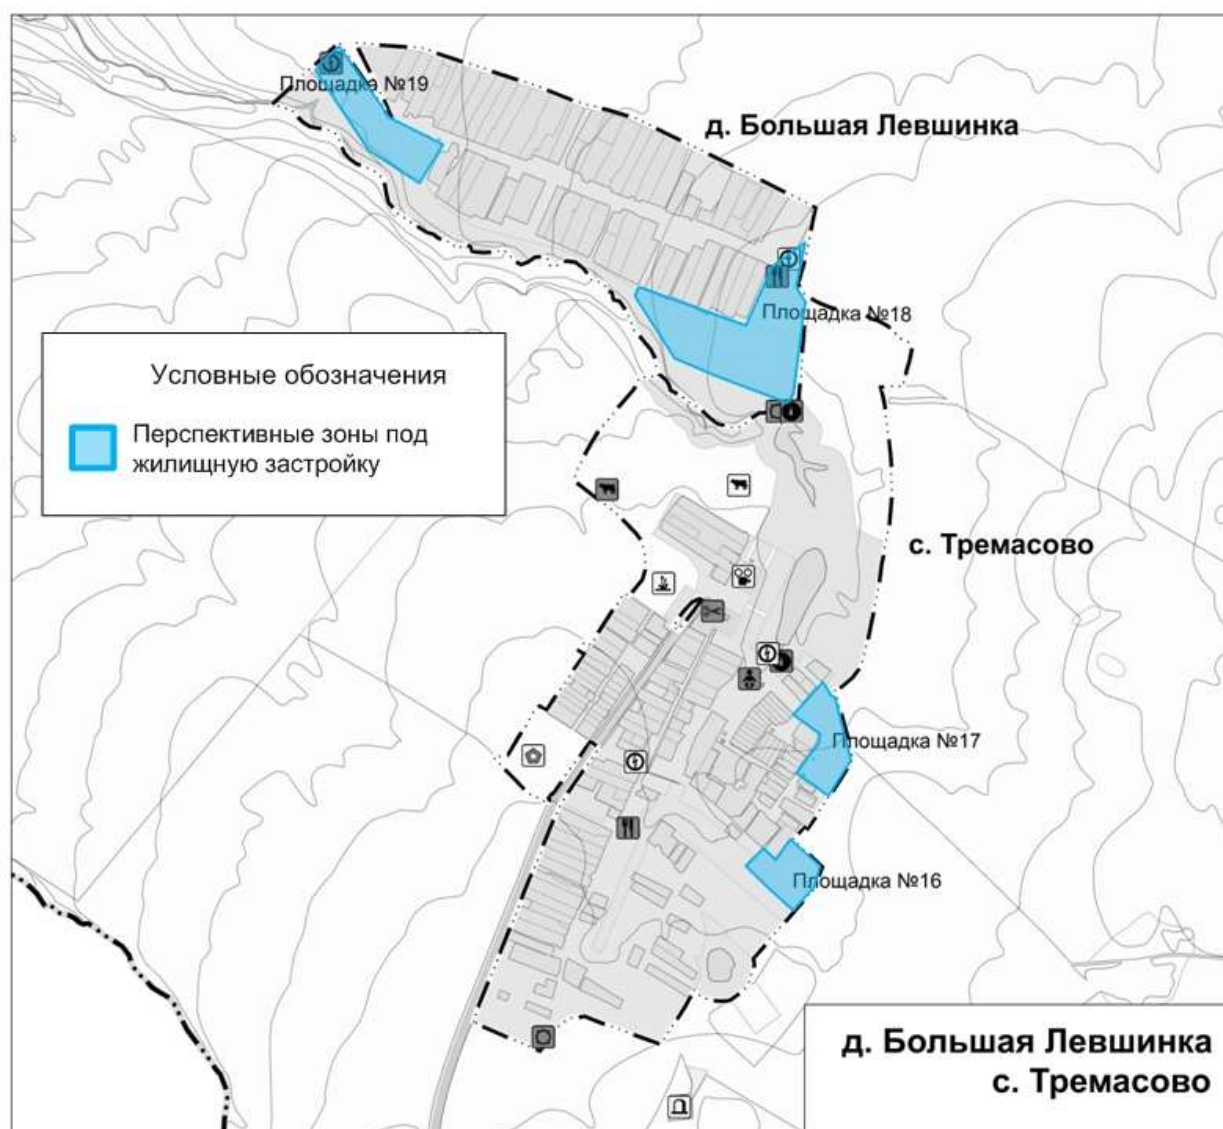 Площадка №19
д. Большая Левшинка
Площадка №18
Условные обозначения
Перспективные зоны под
жилищную застройку
с. Тремасово
Площадка №17
Площадка №16
д. Большая Левшинка
с. Тремасово